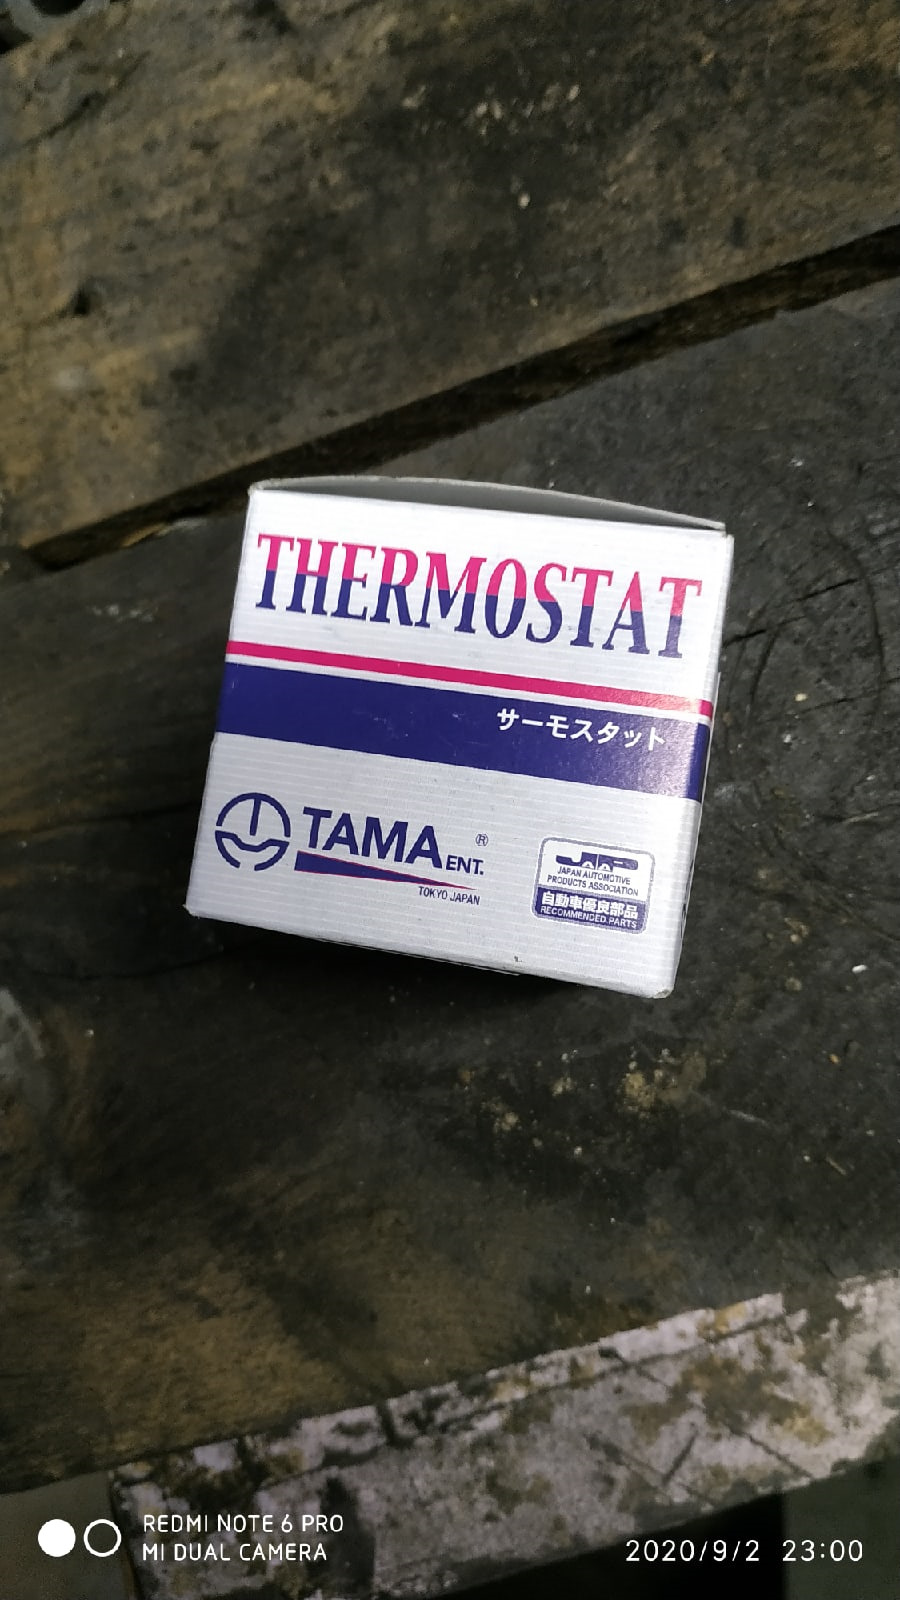 THERMOSTAT
サーモスタット
TAMA ENT.®
TOKYO JAPAN
JAPA
JAPAN AUTOMOTIVE
PRODUCTS ASSOCIATION
自動車優良部品
RECOMMENDED PARTS
REDMI NOTE 6 PRO
MI DUAL CAMERA
2020/9/2 23:00